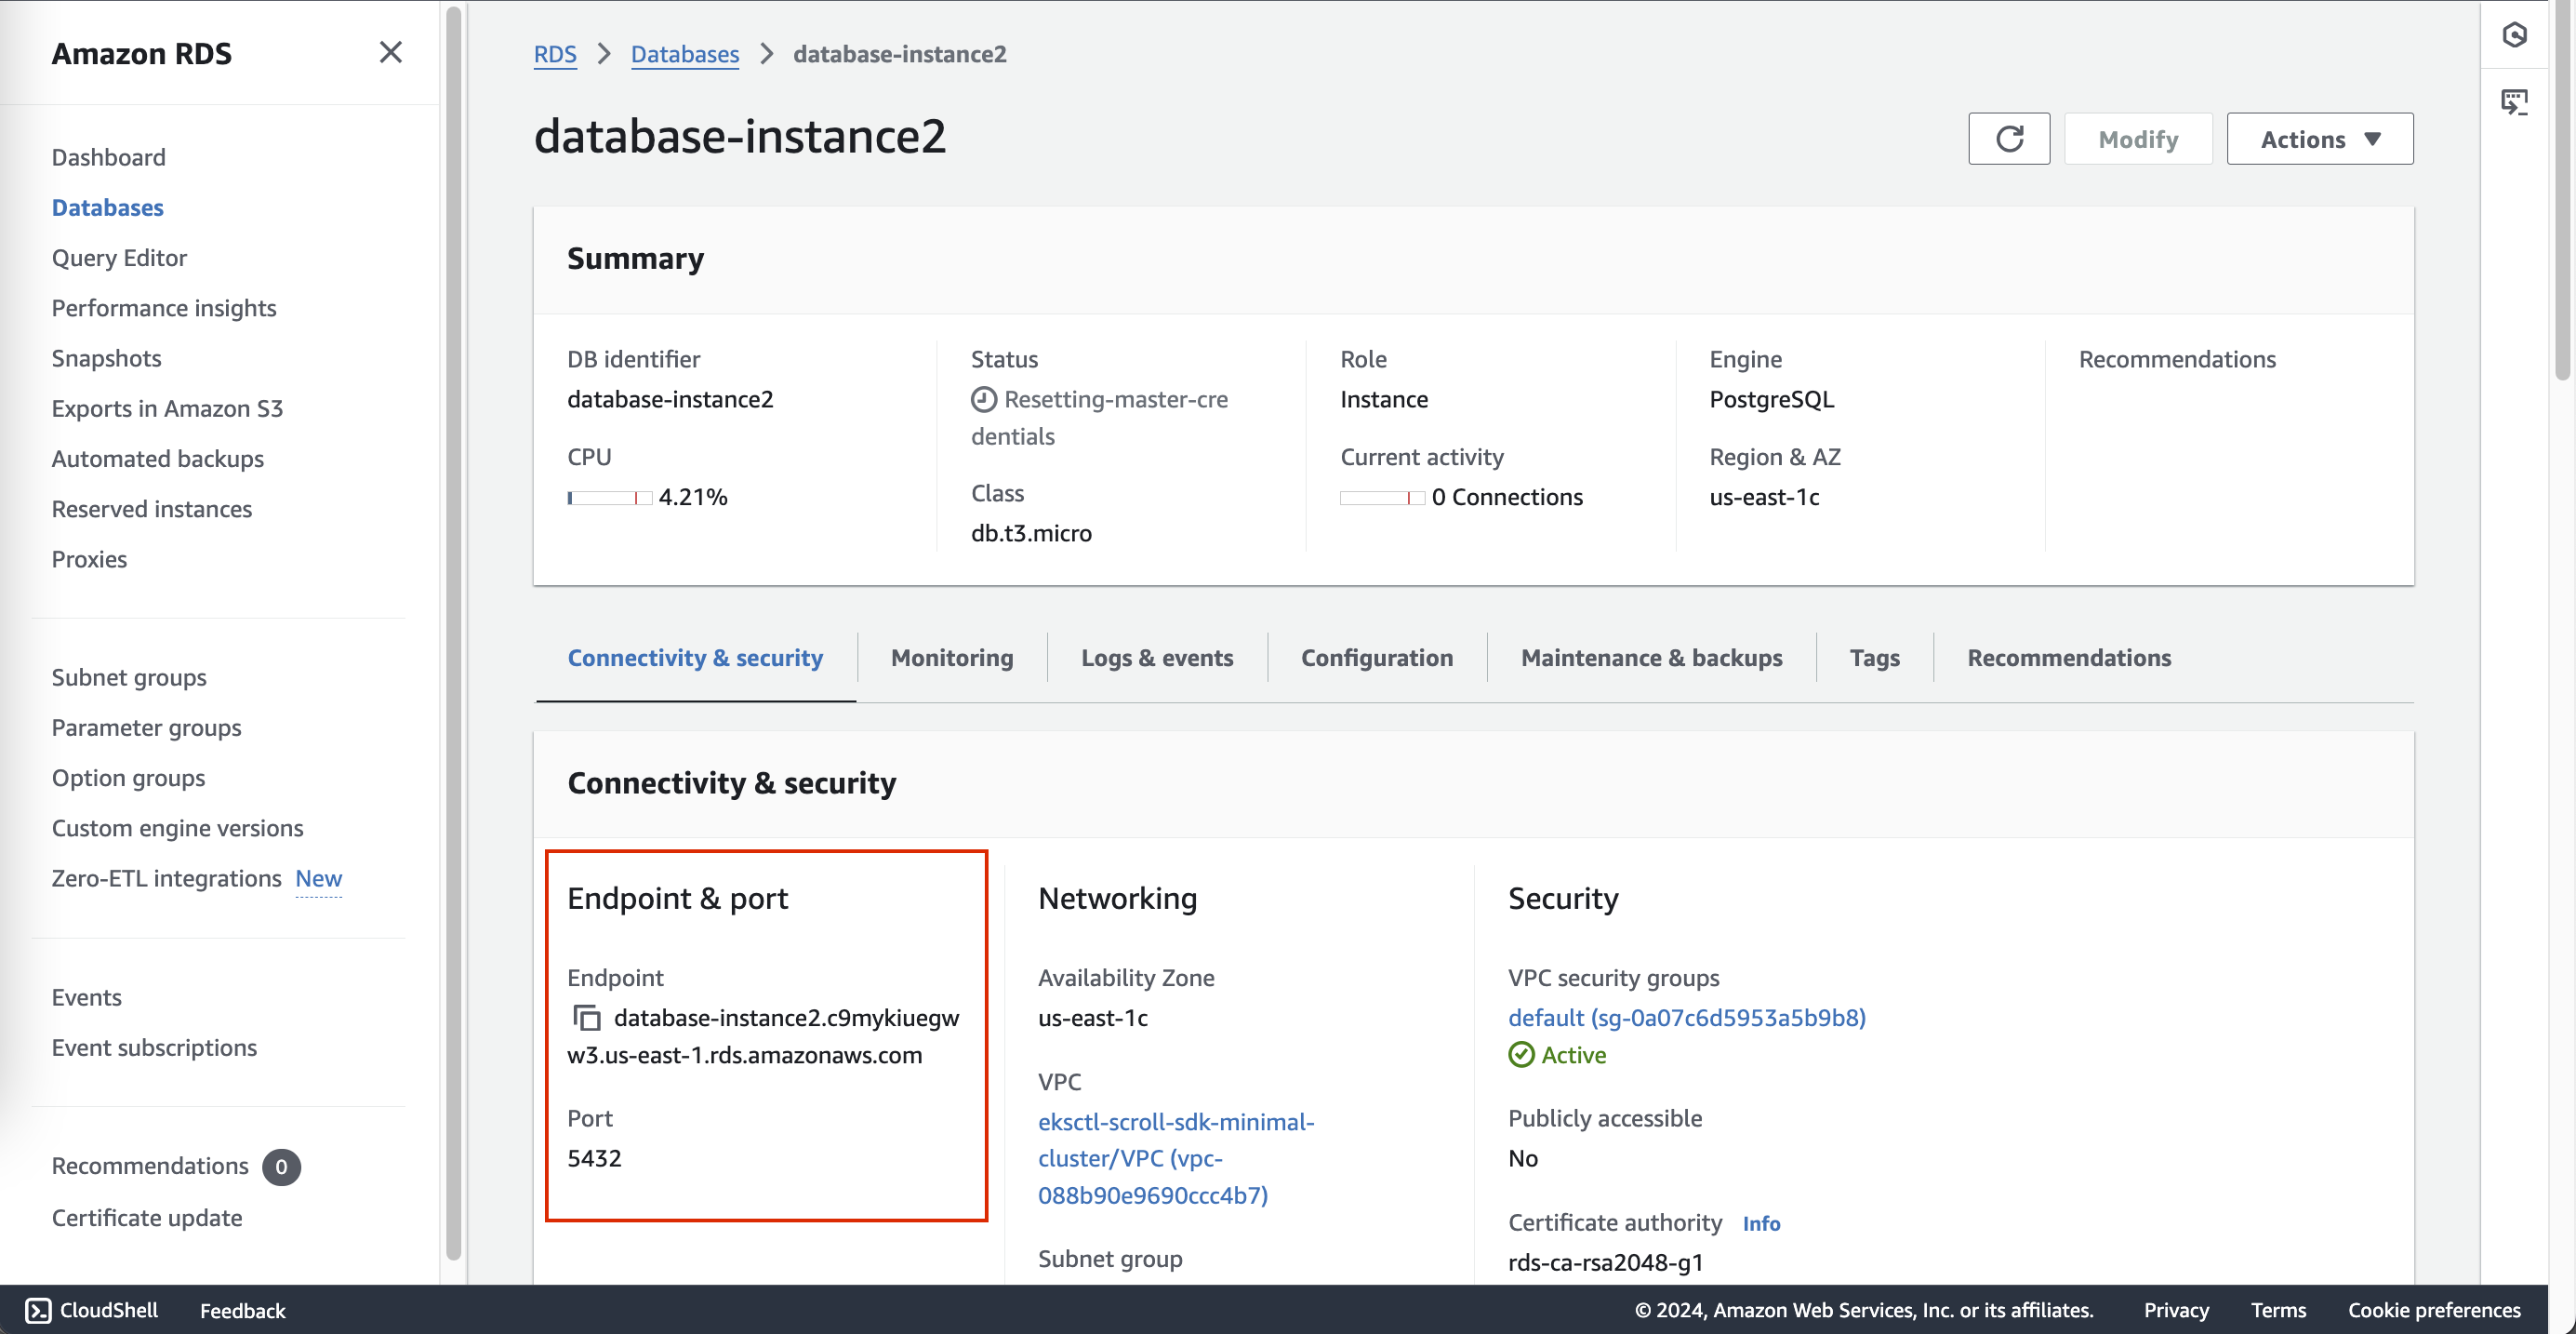 Amazon RDS
Dashboard
Databases
Query Editor
Performance insights
Snapshots
Exports in Amazon S3
Automated backups
Reserved instances
Proxies
Subnet groups
Parameter groups
Option groups
Custom engine versions
Zero-ETL integrations New
Events
Event subscriptions
Recommendations 0
Certificate update
RDS > Databases > database-instance2
database-instance2
Modify
Actions
Summary
DB identifier
database-instance2
CPU
4.21%
Status
Resetting-master-cre
dentials
Class
db.t3.micro
Role
Instance
Current activity
0 Connections
Engine
PostgreSQL
Region & AZ
us-east-1c
Recommendations
Connectivity & security
Monitoring
Logs & events
Configuration
Maintenance & backups
Tags
Recommendations
Connectivity & security
Endpoint & port
Endpoint
database-instance2.c9mykiuegw
w3.us-east-1.rds.amazonaws.com
Port
5432
Networking
Availability Zone
us-east-1c
VPC
eksctl-scroll-sdk-minimal-
cluster/VPC (vpc-
088b90e9690ccc4b7)
Subnet group
Security
VPC security groups
default (sg-0a07c6d5953a5b9b8)
Active
Publicly accessible
No
Certificate authority Info
rds-ca-rsa2048-g1
CloudShell
Feedback
© 2024, Amazon Web Services, Inc. or its affiliates.
Privacy
Terms
Cookie preferences